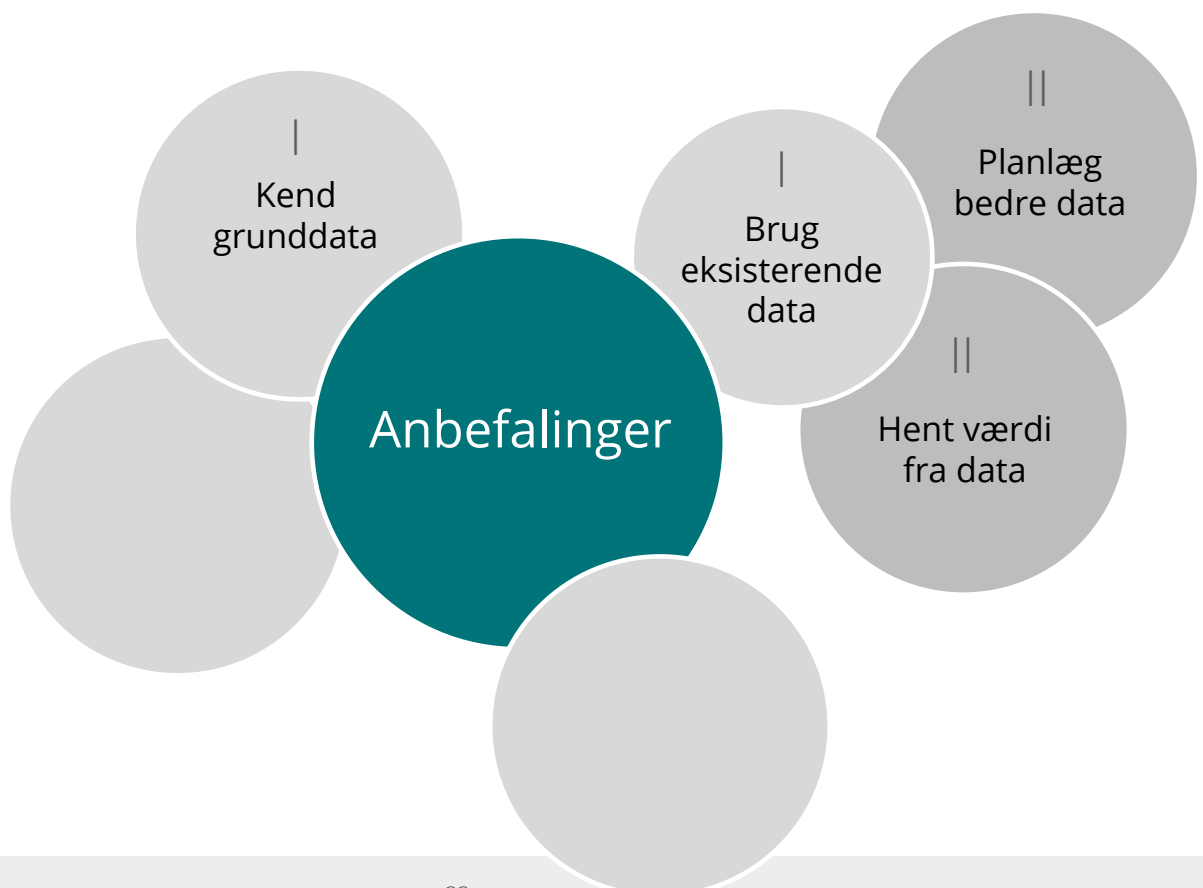 |
Kend
grunddata
|
Brug
eksisterende
data
||
Planlæg
bedre data
||
Hent værdi
fra data
Anbefalinger